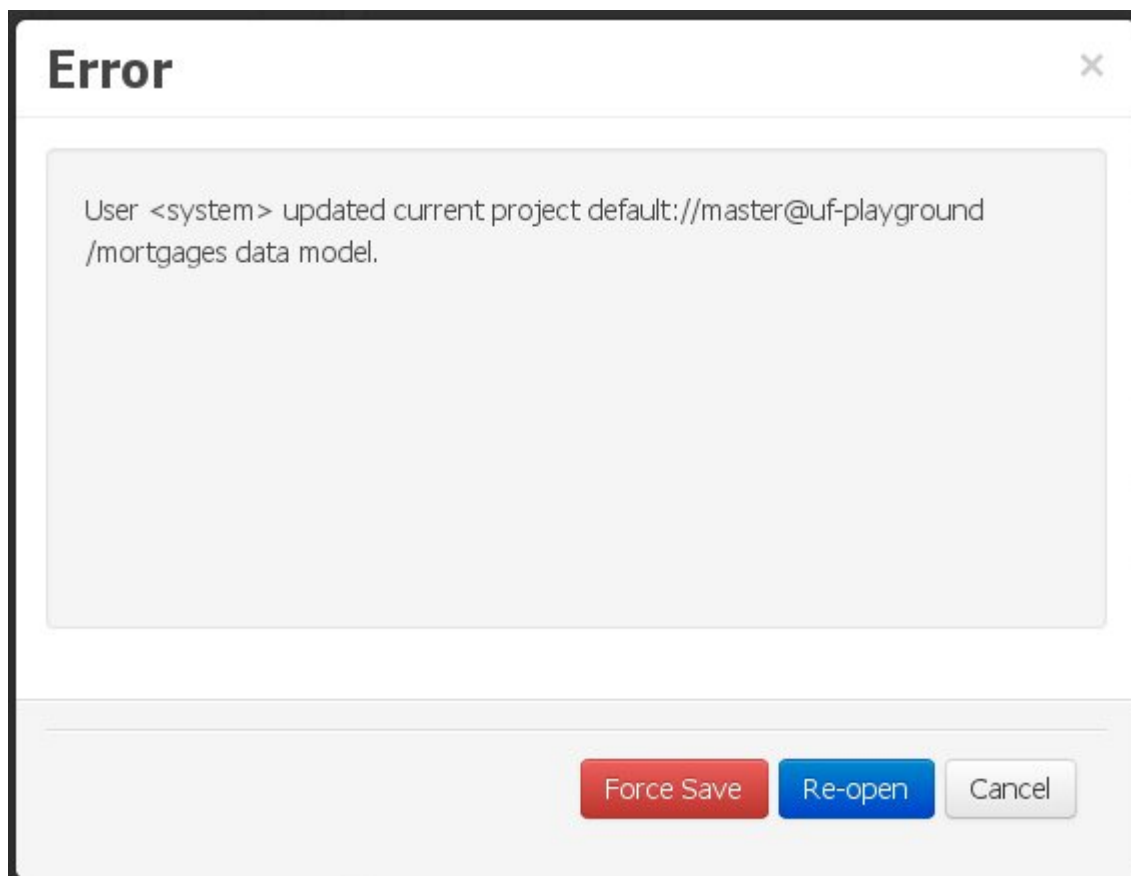 Error
×
User <system> updated current project default://master@uf-playground
/mortgages data model.
Force Save Re-open Cancel